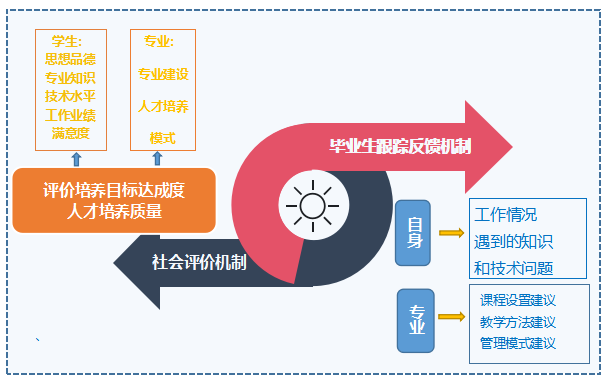 学生:
思想品德
专业知识
技术水平
工作业绩
满意度
专业:
专业建设
人才培养
模式
评价培养目标达成度
人才培养质量
毕业生跟踪反馈机制
社会评价机制
自身
工作情况
遇到的知识
和技术问题
专业
课程设置建议
教学方法建议
管理模式建议
、